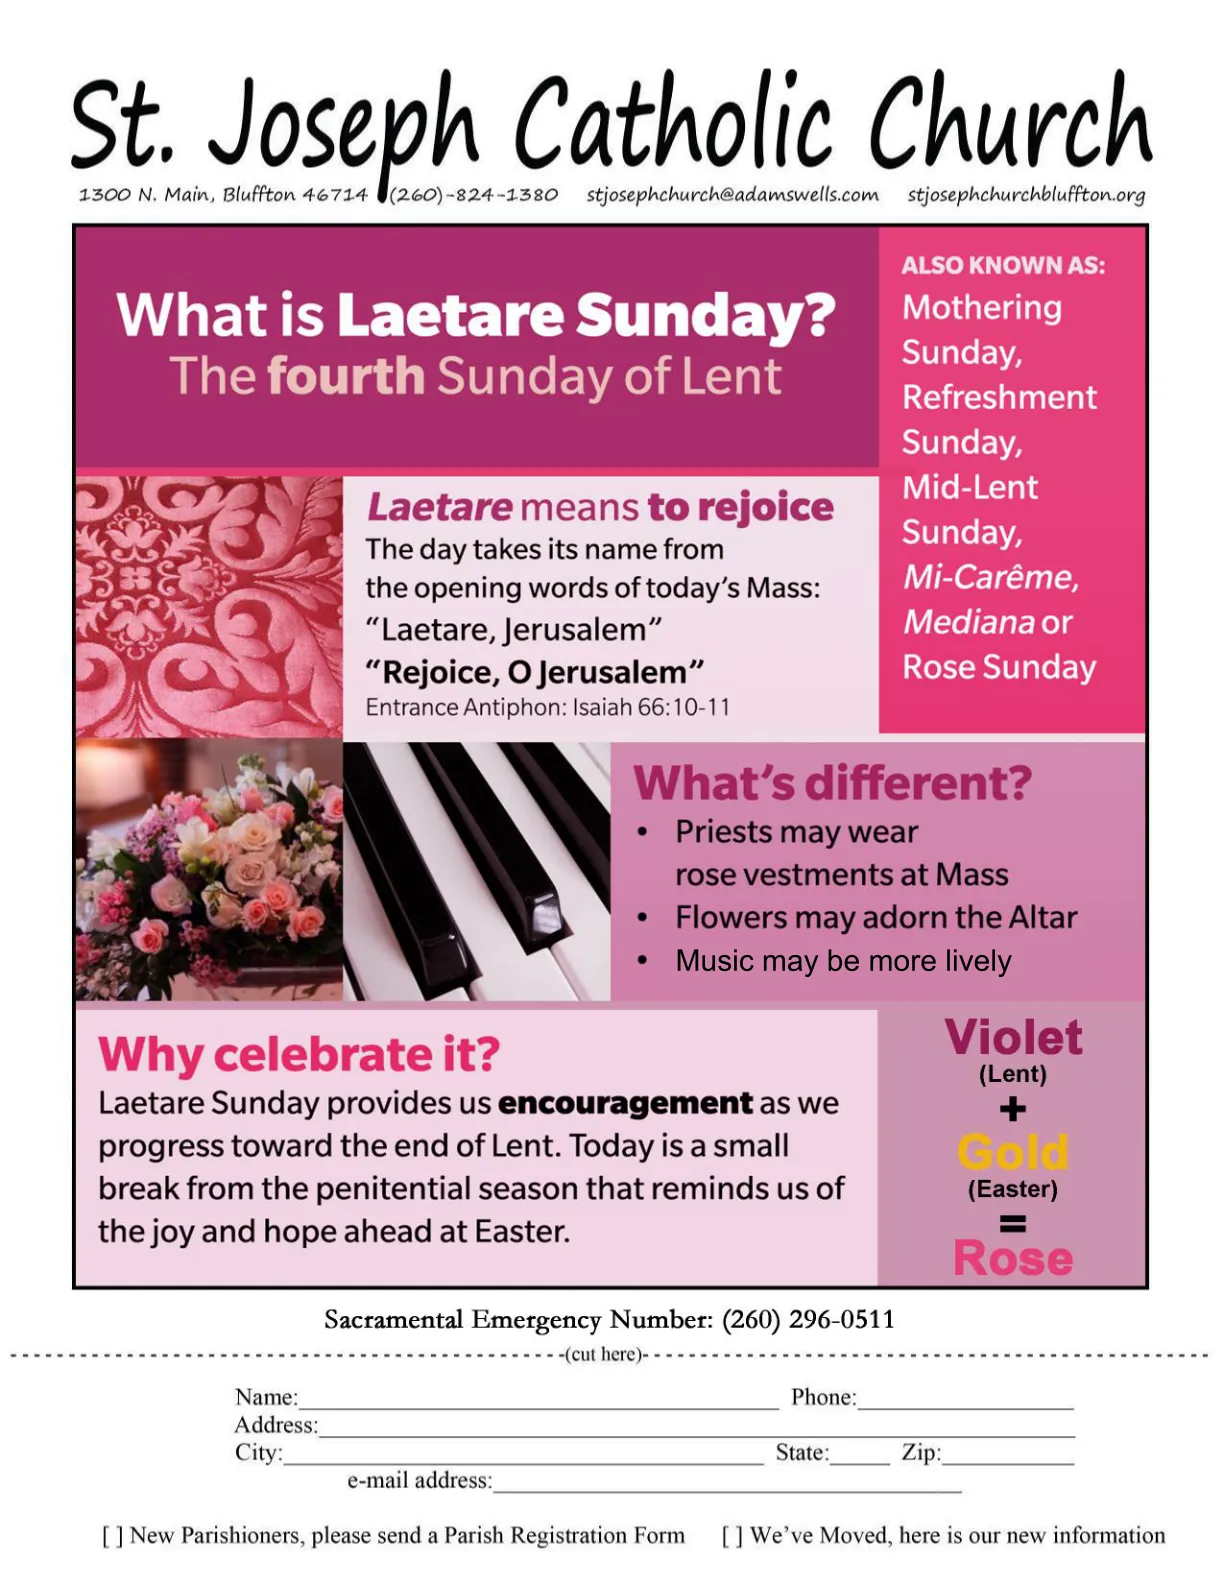 St. Joseph Catholic Church
1300 N. Main, Bluffton 46714 (260)-824-1380 stjosephchurch@adamswells.com stjosephchurchbluffton.org
What is Laetare Sunday?
The fourth Sunday of Lent
ALSO KNOWN AS:
Mothering
Sunday,
Refreshment
Sunday,
Mid-Lent
Sunday,
Mi-Carême,
Mediana or
Rose Sunday
Laetare means to rejoice
The day takes its name from
the opening words of today's Mass:
"Laetare, Jerusalem"
"Rejoice, O Jerusalem"
Entrance Antiphon: Isaiah 66:10-11
What's different?
• Priests may wear
rose vestments at Mass
• Flowers may adorn the Altar
• Music may be more lively
Why celebrate it?
Laetare Sunday provides us encouragement as we
progress toward the end of Lent. Today is a small
break from the penitential season that reminds us of
the joy and hope ahead at Easter.
Violet
(Lent)
+
Gold
(Easter)
=
Rose
Sacramental Emergency Number: (260) 296-0511
(cut here)
Name: Phone:
Address:
City: State: Zip:
e-mail address:
[ ] New Parishioners, please send a Parish Registration Form [ ] We've Moved, here is our new information